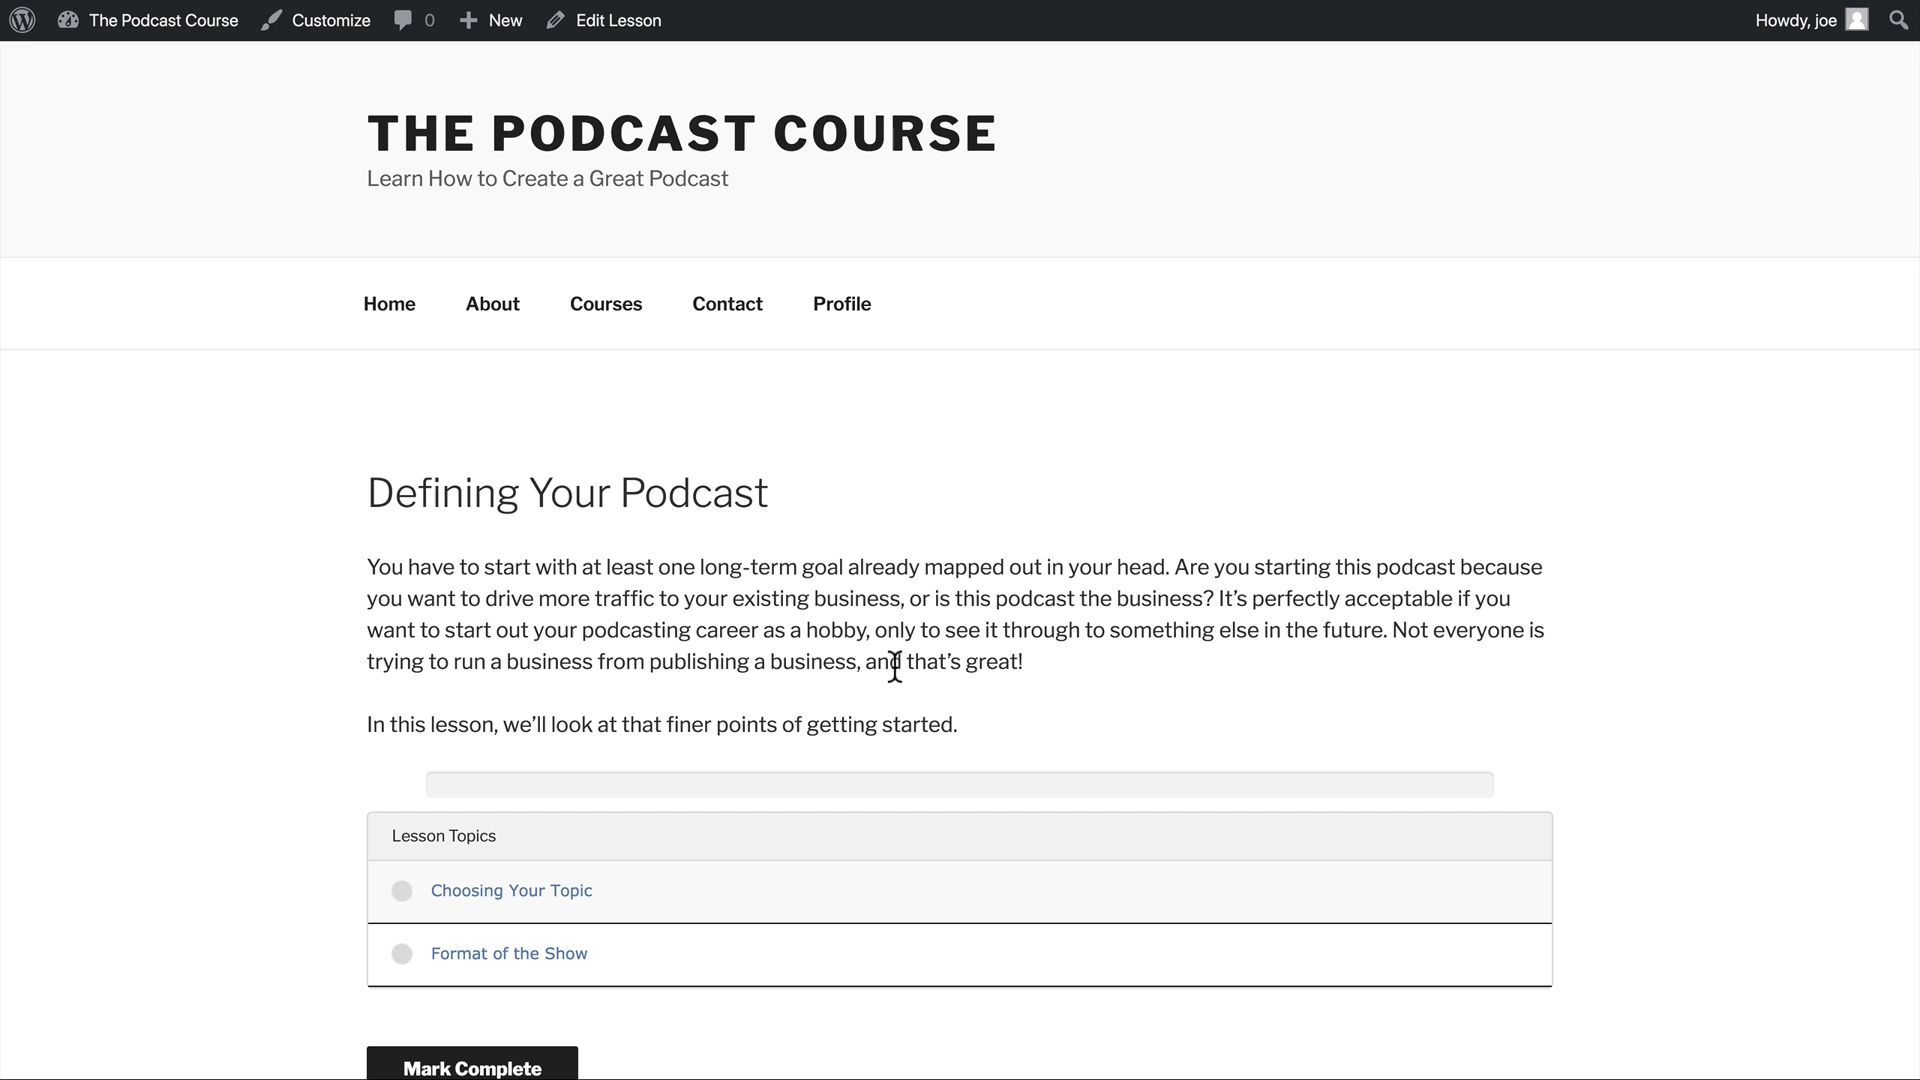 The Podcast Course Customize 0 New Edit Lesson Howdy, joe
THE PODCAST COURSE
Learn How to Create a Great Podcast
Home About Courses Contact Profile
Defining Your Podcast
You have to start with at least one long-term goal already mapped out in your head. Are you starting this podcast because
you want to drive more traffic to your existing business, or is this podcast the business? It’s perfectly acceptable if you
want to start out your podcasting career as a hobby, only to see it through to something else in the future. Not everyone is
trying to run a business from publishing a business, and that’s great!
In this lesson, we’ll look at that finer points of getting started.
Lesson Topics
Choosing Your Topic
Format of the Show
Mark Complete